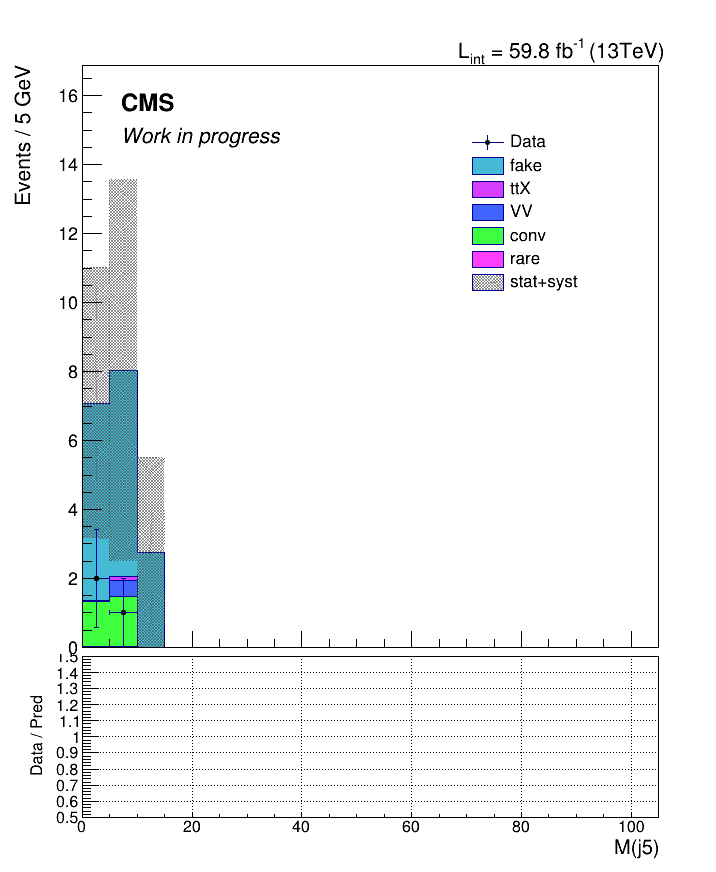 L_int = 59.8 fb^-1 (13TeV)
Events / 5 GeV
CMS
Work in progress
Data
fake
ttX
VV
conv
rare
stat+syst
16
14
12
10
8
6
4
2
0
Data / Pred
1.5
1.4
1.3
1.2
1.1
1
0.9
0.8
0.7
0.6
0.5
0 20 40 60 80 100
M(j5)